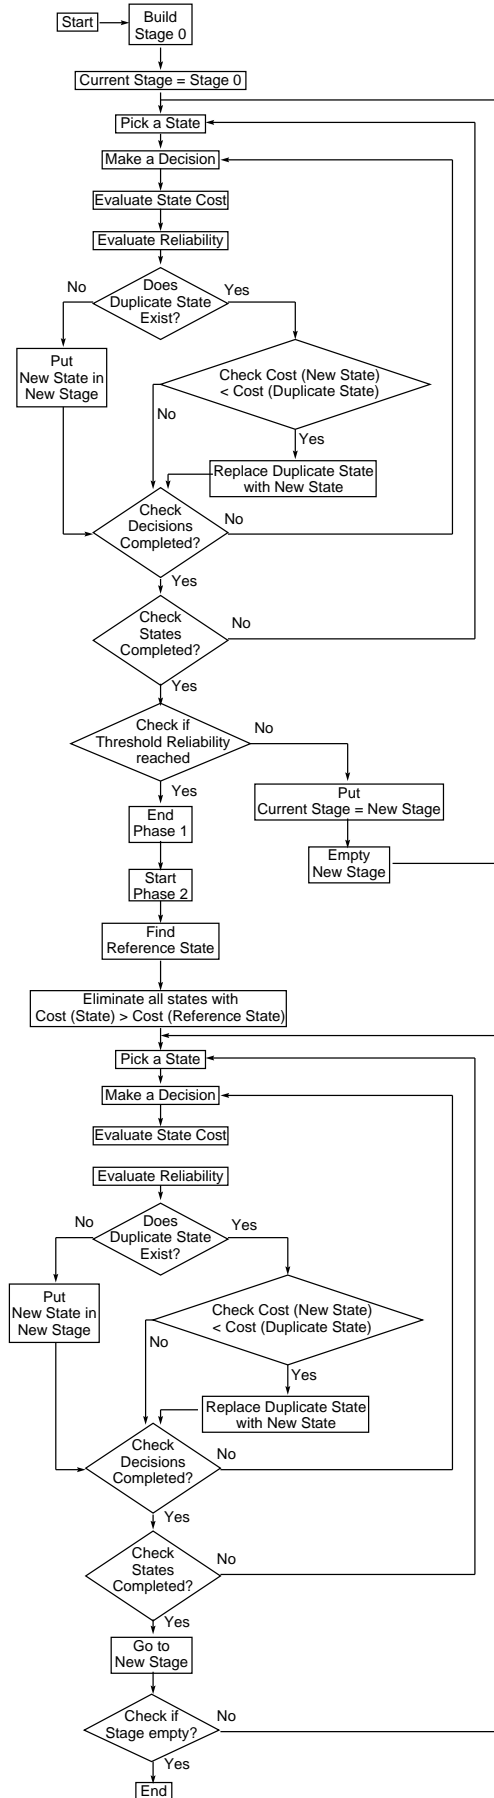 Start
Build
Stage 0
Current Stage = Stage 0
Pick a State
Make a Decision
Evaluate State Cost
Evaluate Reliability
No
Does
Duplicate State
Exist?
Yes
Put
New State in
New Stage
Check Cost (New State)
< Cost (Duplicate State)
No
Yes
Replace Duplicate State
with New State
Check
Decisions
Completed?
No
Yes
Check
States
Completed?
No
Yes
Check if
Threshold Reliability
reached
No
Yes
Put
Current Stage = New Stage
End
Phase 1
Empty
New Stage
Start
Phase 2
Find
Reference State
Eliminate all states with
Cost (State) > Cost (Reference State)
Pick a State
Make a Decision
Evaluate State Cost
Evaluate Reliability
No
Does
Duplicate State
Exist?
Yes
Put
New State in
New Stage
Check Cost (New State)
< Cost (Duplicate State)
No
Yes
Replace Duplicate State
with New State
Check
Decisions
Completed?
No
Yes
Check
States
Completed?
No
Yes
Go to
New Stage
Check if
Stage empty?
No
Yes
End